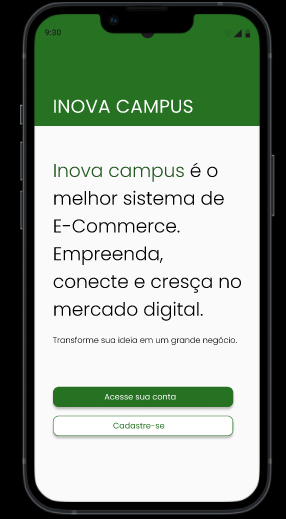 9:30
INOVA CAMPUS
Inova campus é o
melhor sistema de
E-Commerce.
Empreenda,
conecte e cresça no
mercado digital.
Transforme sua ideia em um grande negócio.
Acesse sua conta
Cadastre-se